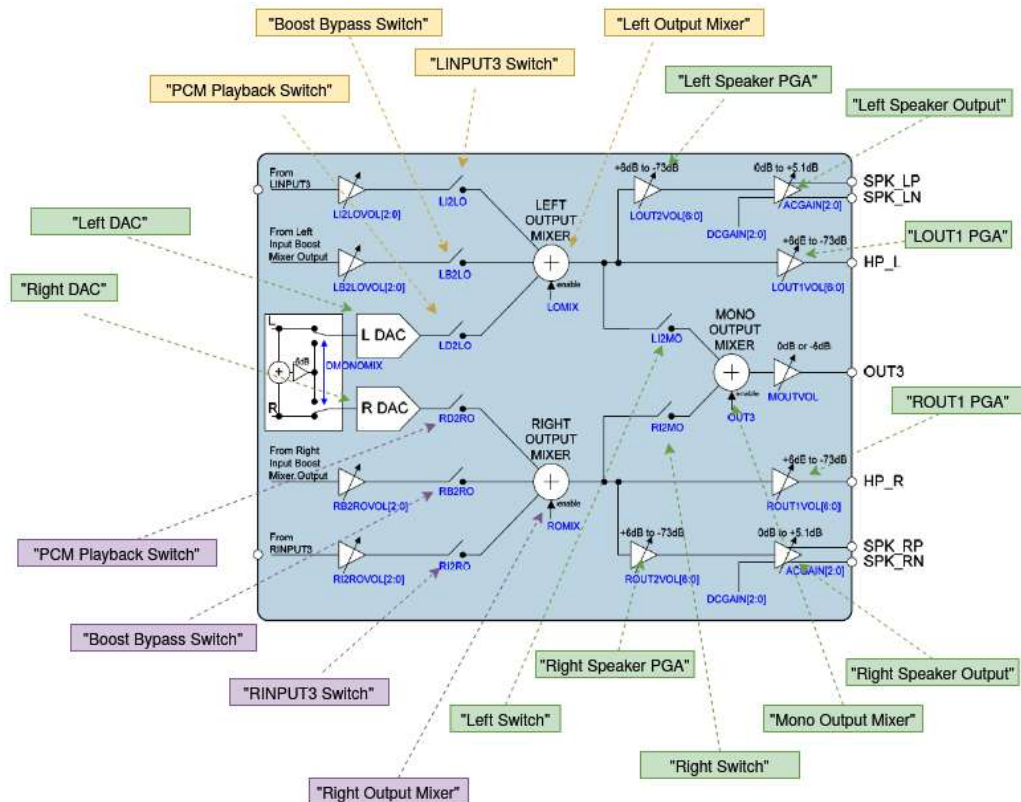 "Boost Bypass Switch"
"Left Output Mixer"
"LINPUT3 Switch"
"Left Speaker PGA"
"PCM Playback Switch"
"Left Speaker Output"
From
LINPUT3
+6dB to -73dB
0dB to +5.1dB
SPK_LP
SPK_LN
LI2LOVOL[2:0]
LI2LO
LEFT
OUTPUT
MIXER
LOUT2VOL[6:0]
ACGAIN[2:0]
DCGAIN[2:0]
"Left DAC"
"LOUT1 PGA"
From Left
Input Boost
Mixer Output
+6dB to -73dB
HP_L
"Right DAC"
LB2LOVOL[2:0]
LB2LO
enable
LOMIX
LOUT1VOL[6:0]
L
L DAC
MONO
OUTPUT
MIXER
LD2LO
LI2MO
0dB or -6dB
-6dB
DMONOMIX
OUT3
R
R DAC
enable
OUT3
MOUTVOL
"ROUT1 PGA"
RD2RO
RI2MO
RIGHT
OUTPUT
MIXER
From Right
Input Boost
Mixer Output
+6dE to -73dB
HP_R
RB2ROVOL[2:0]
RB2RO
enable
ROMIX
ROUT1VOL[6:0]
From
RINPUT3
+6dB to -73dB
0dB to +5.1dB
SPK_RP
SPK_RN
"PCM Playback Switch"
RI2ROVOL[2:0]
RI2RO
ROUT2VOL[6:0]
ACGAIN[2:0]
DCGAIN[2:0]
"Boost Bypass Switch"
"Right Speaker PGA"
"Right Speaker Output"
"RINPUT3 Switch"
"Left Switch"
"Mono Output Mixer"
"Right Switch"
"Right Output Mixer"